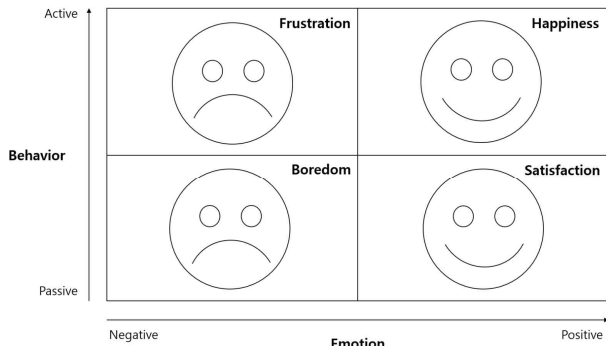 Active
Frustration
Happiness
Behavior
Boredom
Satisfaction
Passive
Negative
Positive
Emotion